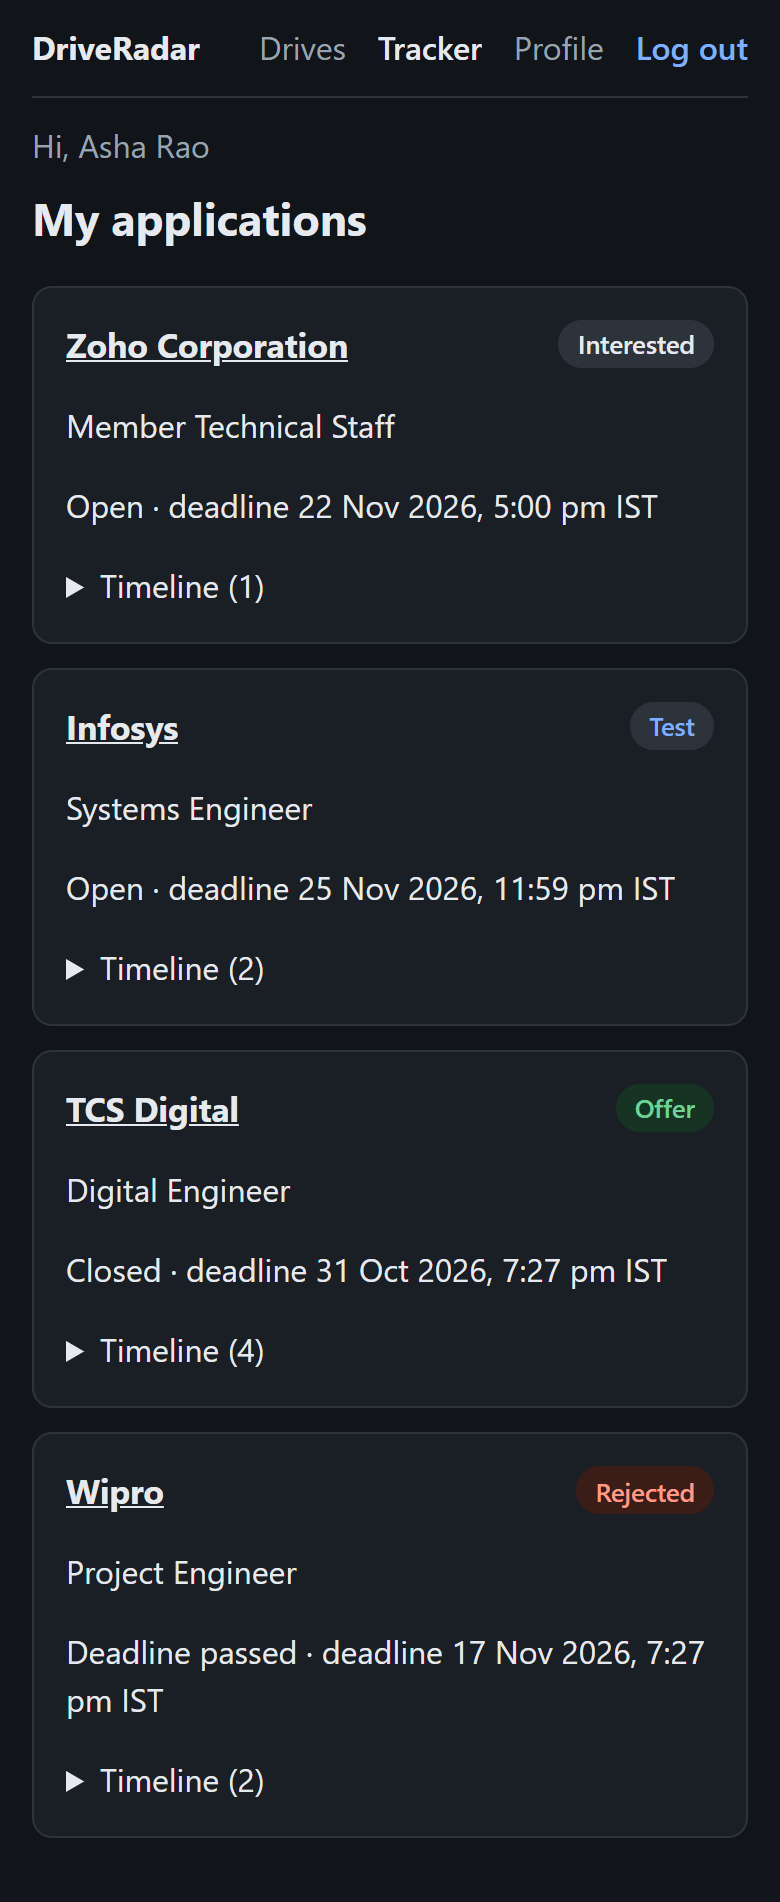 DriveRadar Drives Tracker Profile Log out
Hi, Asha Rao
My applications
Zoho Corporation Interested
Member Technical Staff
Open · deadline 22 Nov 2026, 5:00 pm IST
▶ Timeline (1)
Infosys Test
Systems Engineer
Open · deadline 25 Nov 2026, 11:59 pm IST
▶ Timeline (2)
TCS Digital Offer
Digital Engineer
Closed · deadline 31 Oct 2026, 7:27 pm IST
▶ Timeline (4)
Wipro Rejected
Project Engineer
Deadline passed · deadline 17 Nov 2026, 7:27
pm IST
▶ Timeline (2)